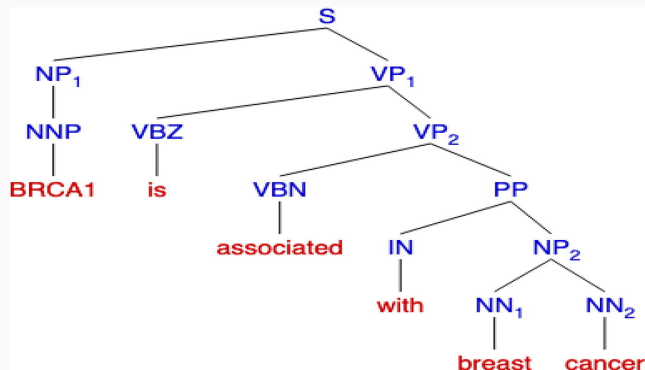 S
NP₁ VP₁
NNP VBZ VP₂
BRCA1 is VBN PP
associated IN NP₂
with NN₁ NN₂
breast cancer